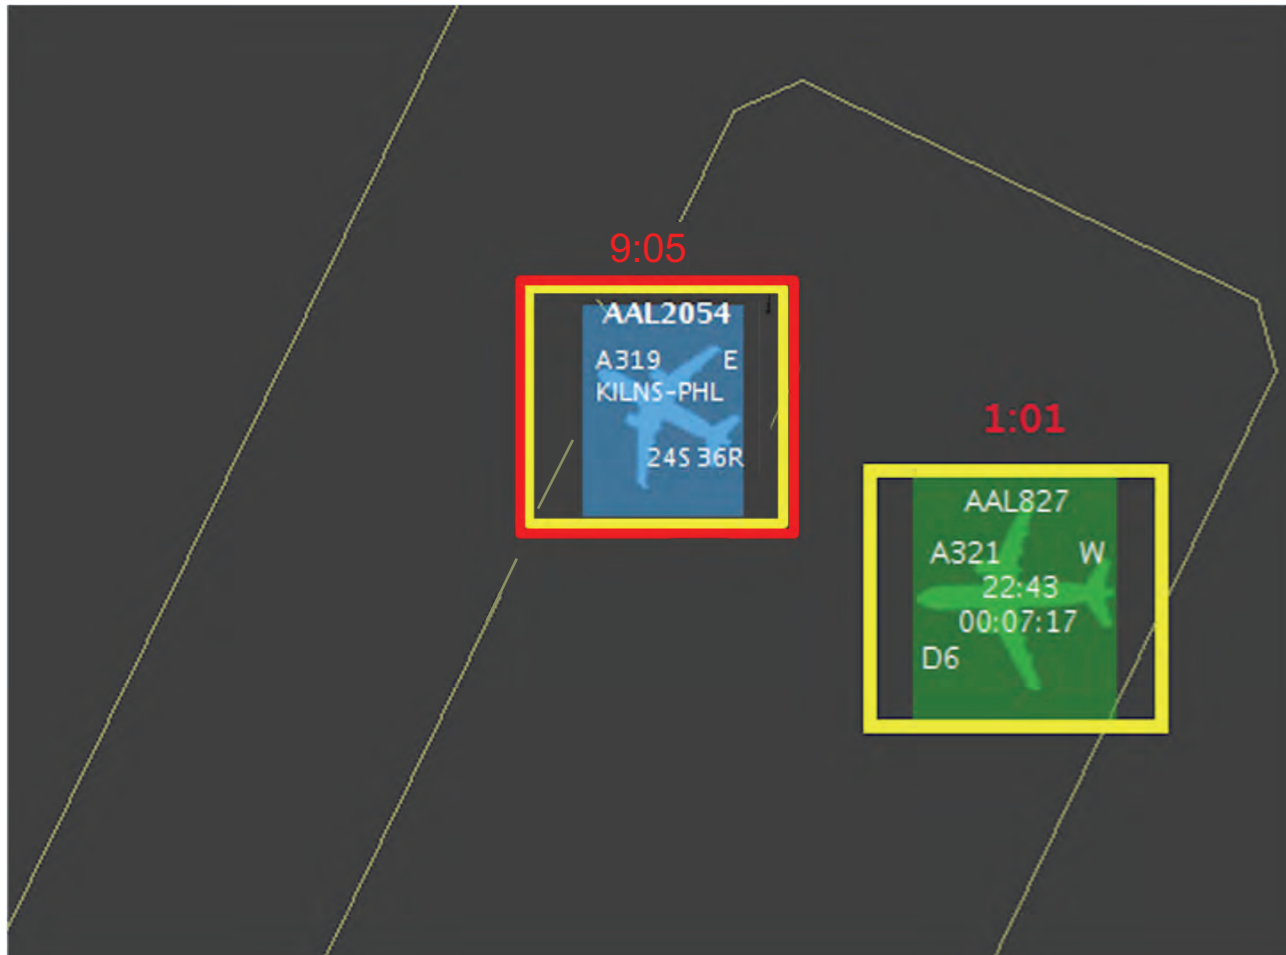 9:05
AAL2054
A319 E
KILNS-PHL
24S 36R
1:01
AAL827
A321 W
22:43
00:07:17
D6